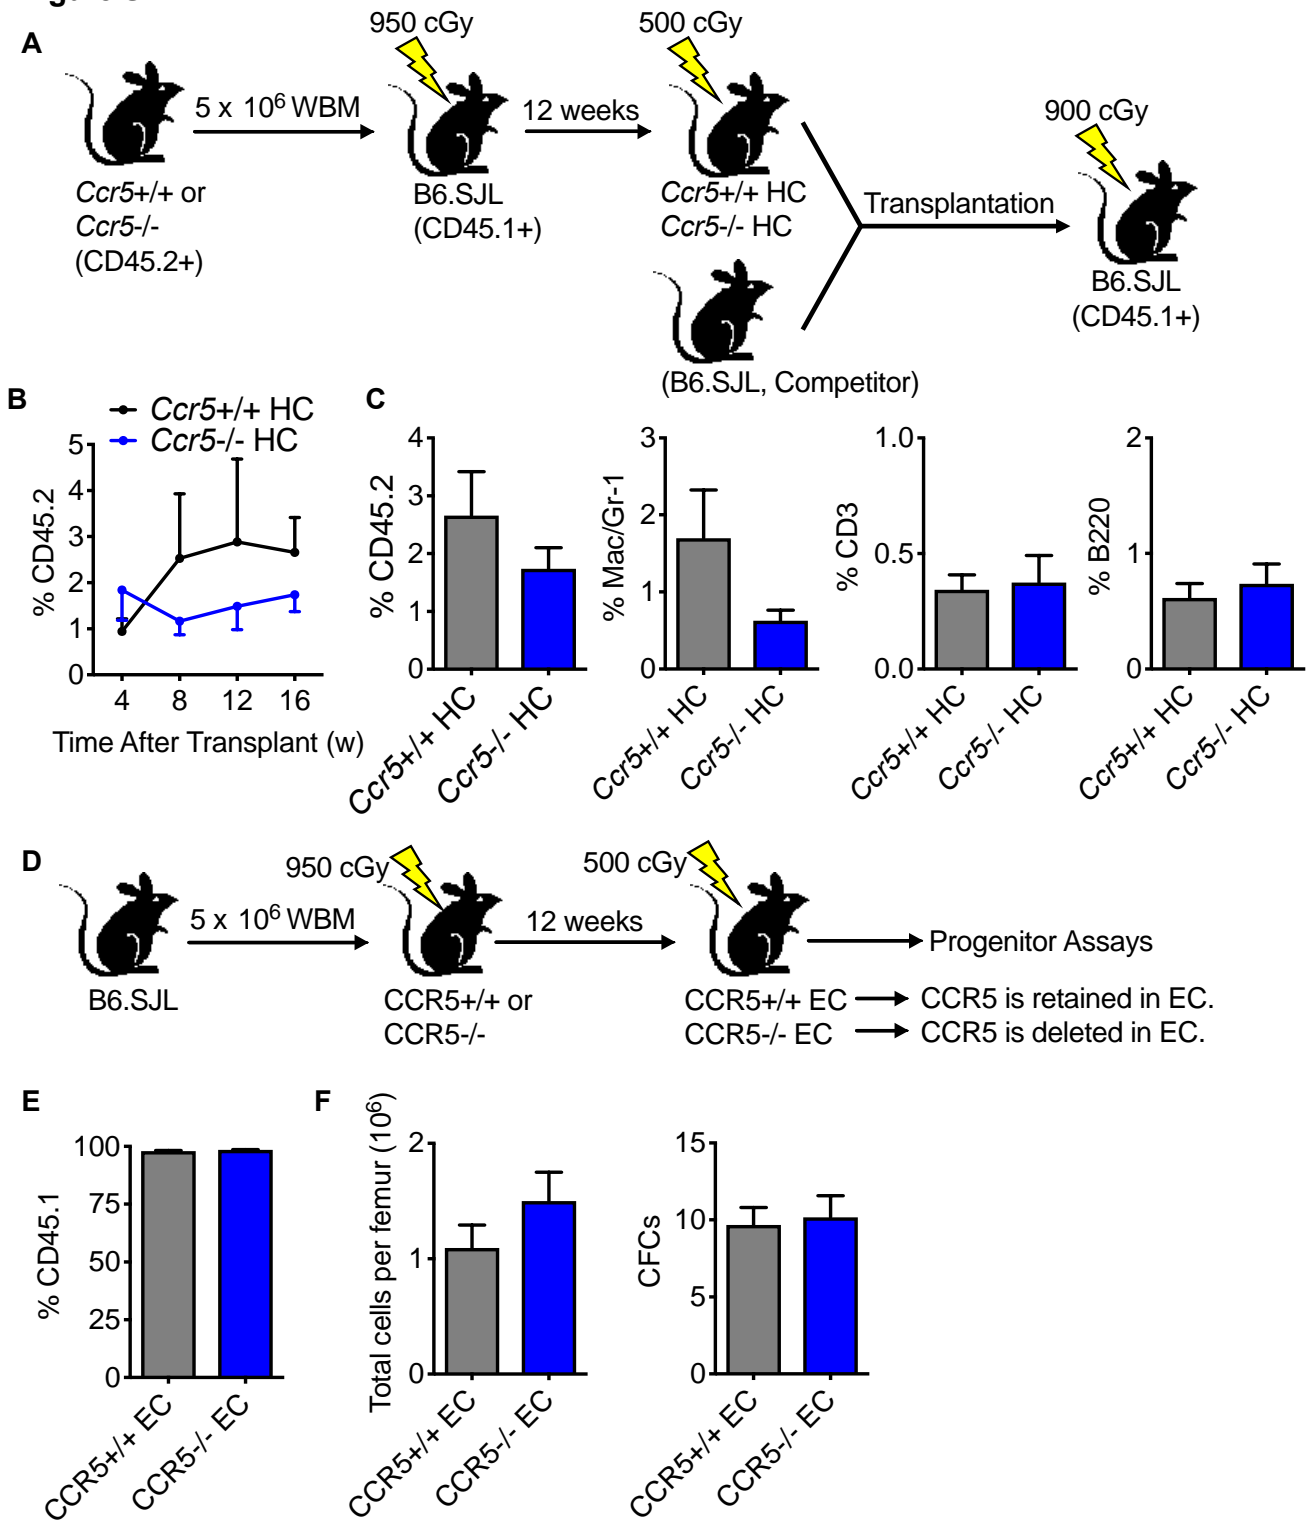 A
950 cGy
500 cGy
900 cGy
5 x 10⁶ WBM
12 weeks
Transplantation
Ccr5+/+ or
Ccr5-/-
(CD45.2+)
B6.SJL
(CD45.1+)
Ccr5+/+ HC
Ccr5-/- HC
B6.SJL
(CD45.1+)
(B6.SJL, Competitor)
B
Ccr5+/+ HC
Ccr5-/- HC
% CD45.2
5
4
3
2
1
0
4 8 12 16
Time After Transplant (w)
C
% CD45.2
4
3
2
1
0
Ccr5+/+ HC
Ccr5-/- HC
% Mac/Gr-1
3
2
1
0
Ccr5+/+ HC
Ccr5-/- HC
% CD3
1.0
0.5
0.0
Ccr5+/+ HC
Ccr5-/- HC
% B220
2
1
0
Ccr5+/+ HC
Ccr5-/- HC
D
950 cGy
500 cGy
5 x 10⁶ WBM
12 weeks
Progenitor Assays
B6.SJL
CCR5+/+ or
CCR5-/-
CCR5+/+ EC
CCR5 is retained in EC.
CCR5-/- EC
CCR5 is deleted in EC.
E
% CD45.1
100
75
50
25
0
CCR5+/+ EC
CCR5-/- EC
F
Total cells per femur (10⁶)
2
1
0
CCR5+/+ EC
CCR5-/- EC
CFCs
15
10
5
0
CCR5+/+ EC
CCR5-/- EC